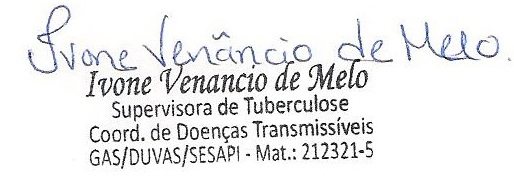 Ivone Venâncio de Melo.
Ivone Venancio de Melo
Supervisora de Tuberculose
Coord. de Doenças Transmissíveis
GAS/DUVAS/SESAPI - Mat.: 212321-5